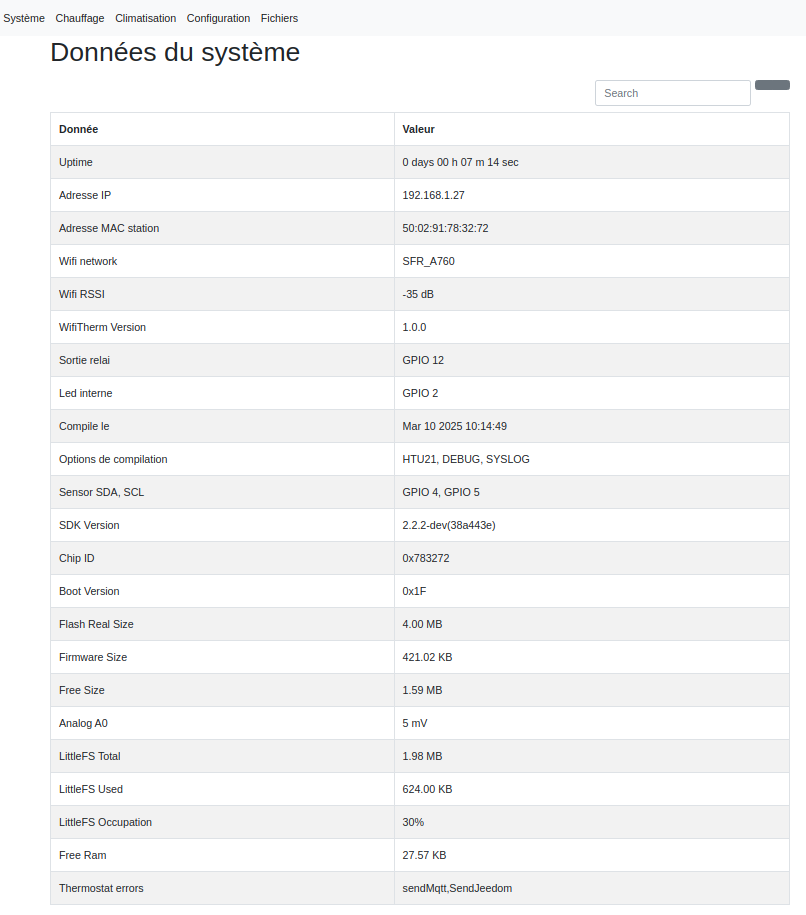 Système Chauffage Climatisation Configuration Fichiers
Données du système
Search
Donnée Valeur
Uptime 0 days 00 h 07 m 14 sec
Adresse IP 192.168.1.27
Adresse MAC station 50:02:91:78:32:72
Wifi network SFR_A760
Wifi RSSI -35 dB
WifiTherm Version 1.0.0
Sortie relai GPIO 12
Led interne GPIO 2
Compile le Mar 10 2025 10:14:49
Options de compilation HTU21, DEBUG, SYSLOG
Sensor SDA, SCL GPIO 4, GPIO 5
SDK Version 2.2.2-dev(38a443e)
Chip ID 0x783272
Boot Version 0x1F
Flash Real Size 4.00 MB
Firmware Size 421.02 KB
Free Size 1.59 MB
Analog A0 5 mV
LittleFS Total 1.98 MB
LittleFS Used 624.00 KB
LittleFS Occupation 30%
Free Ram 27.57 KB
Thermostat errors sendMqtt,SendJeedom